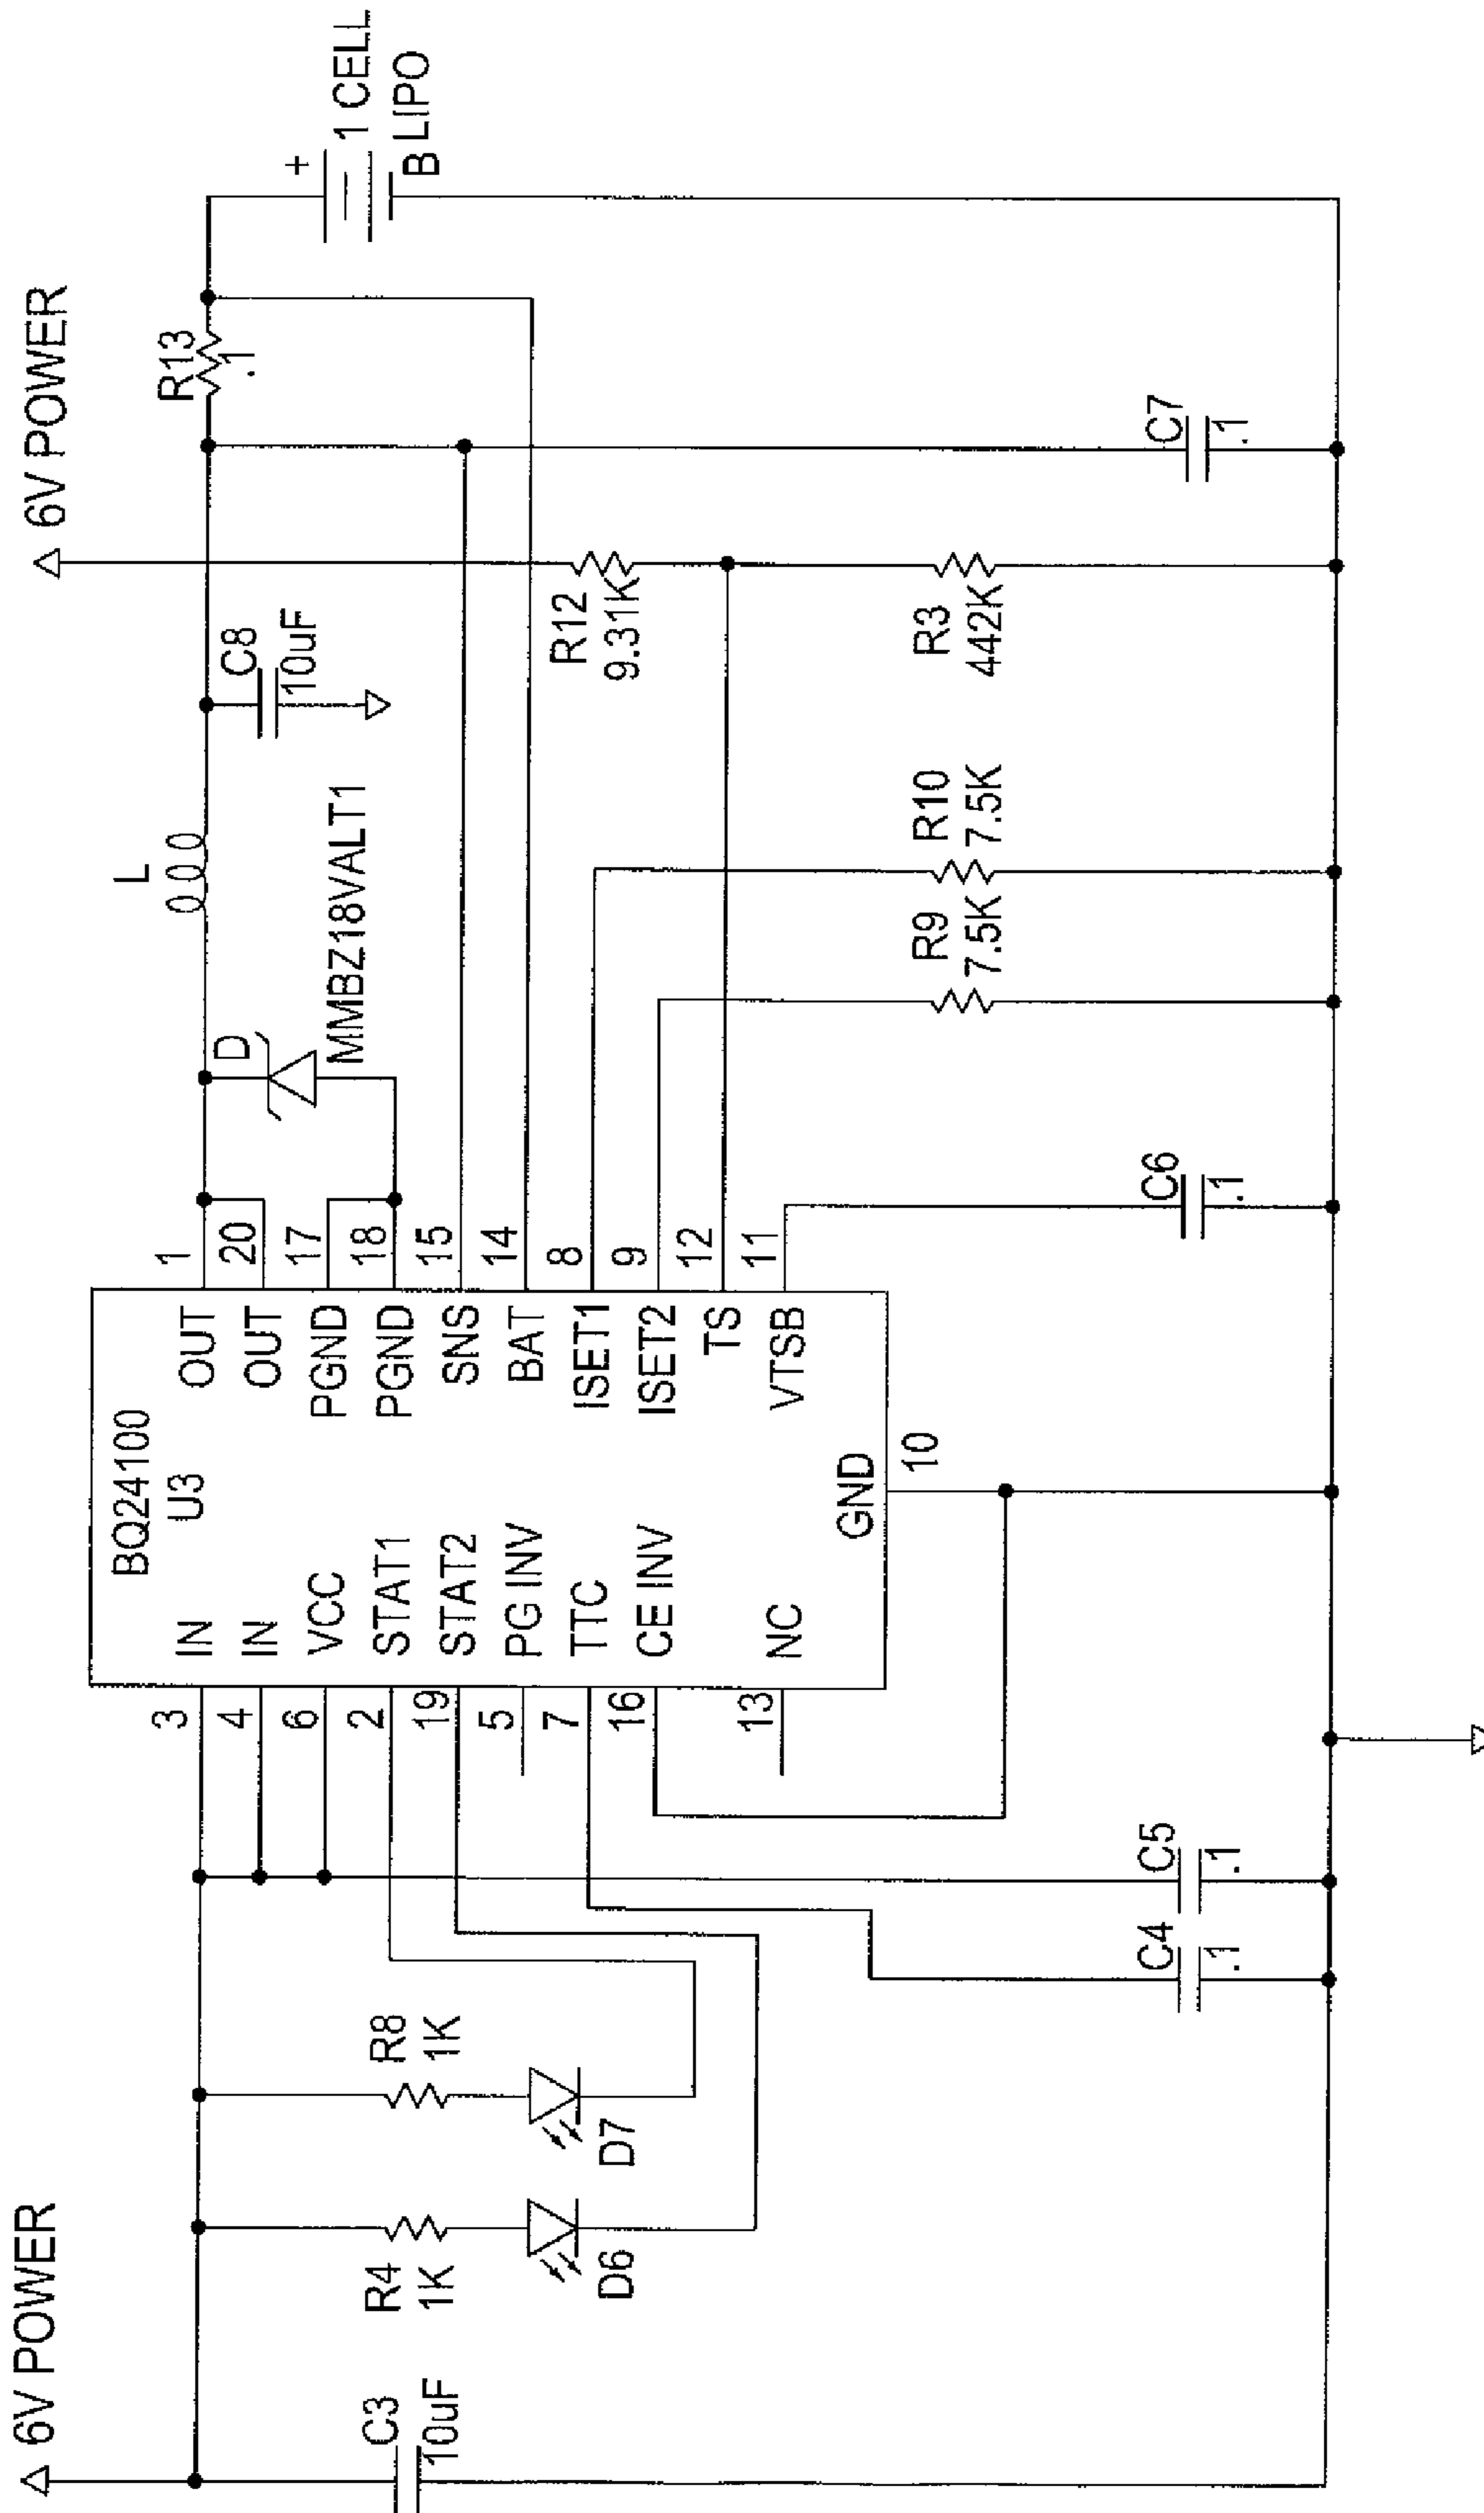 6V POWER
C3
10uF
R4
1K
D6
R8
1K
D7
C4
.1
C5
.1
BQ24100
U3
3
IN
4
IN
6
VCC
2
STAT1
19
STAT2
5
PG INV
7
TTC
16
CE INV
13
NC
GND
10
OUT
1
OUT
20
PGND
17
PGND
18
SNS
15
BAT
14
ISET1
8
ISET2
9
TS
12
VTSB
11
D
MMBZ18VALT1
L
C8
10uF
C6
.1
R9
7.5K
R10
7.5K
6V POWER
R12
9.31K
R3
442K
C7
.1
R13
.1
+
1 CELL
B LIPO